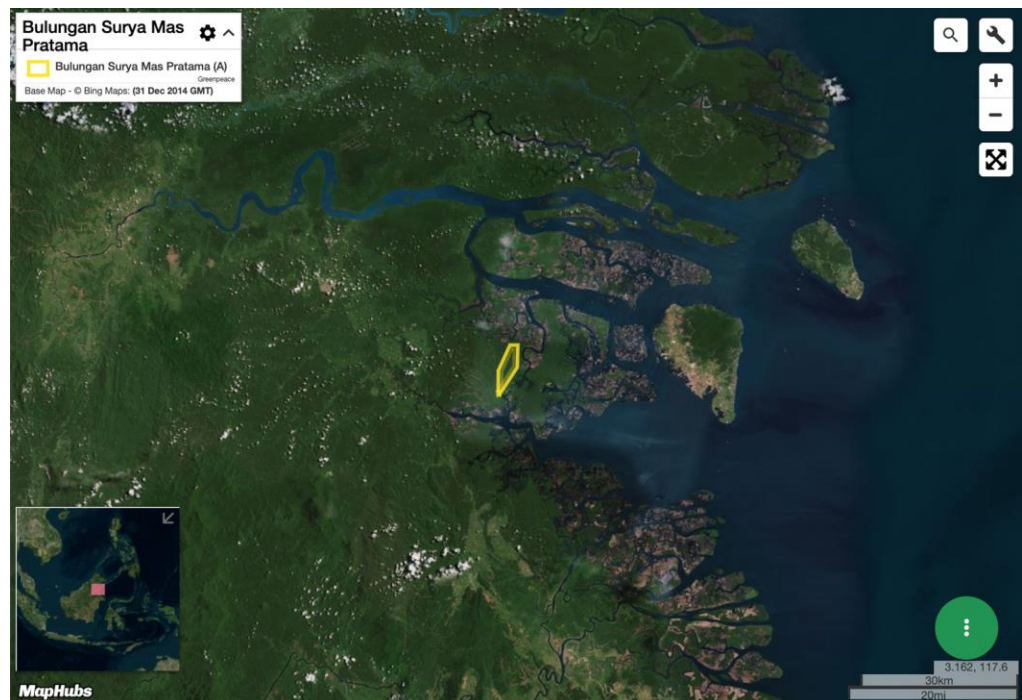 Bulungan Surya Mas
Pratama
Bulungan Surya Mas Pratama (A)
Greenpeace
Base Map - © Bing Maps: (31 Dec 2014 GMT)
MapHubs
3.162, 117.6
30km
20mi